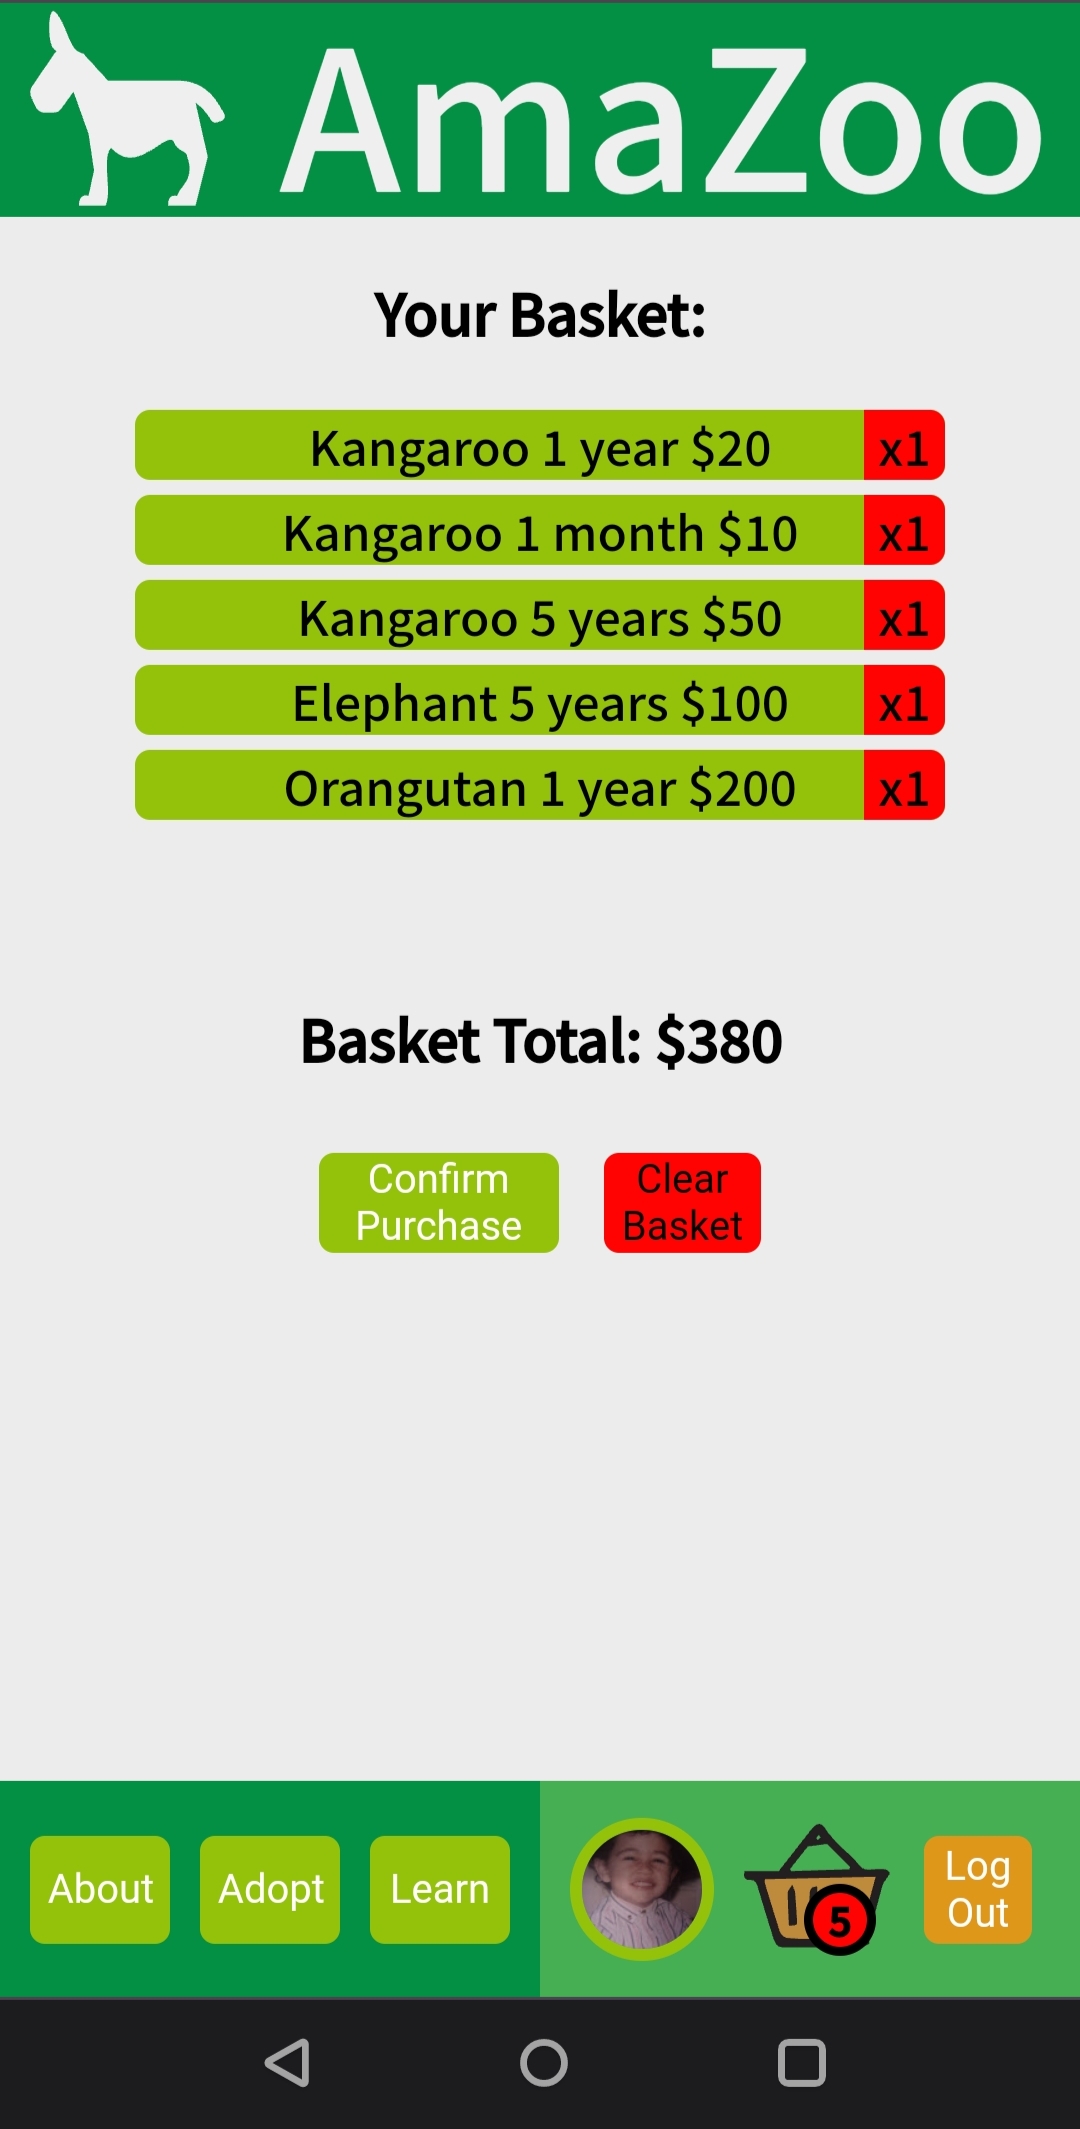 AmaZoo
Your Basket:
Kangaroo 1 year $20 x1
Kangaroo 1 month $10 x1
Kangaroo 5 years $50 x1
Elephant 5 years $100 x1
Orangutan 1 year $200 x1
Basket Total: $380
Confirm
Purchase
Clear
Basket
About
Adopt
Learn
5
Log
Out